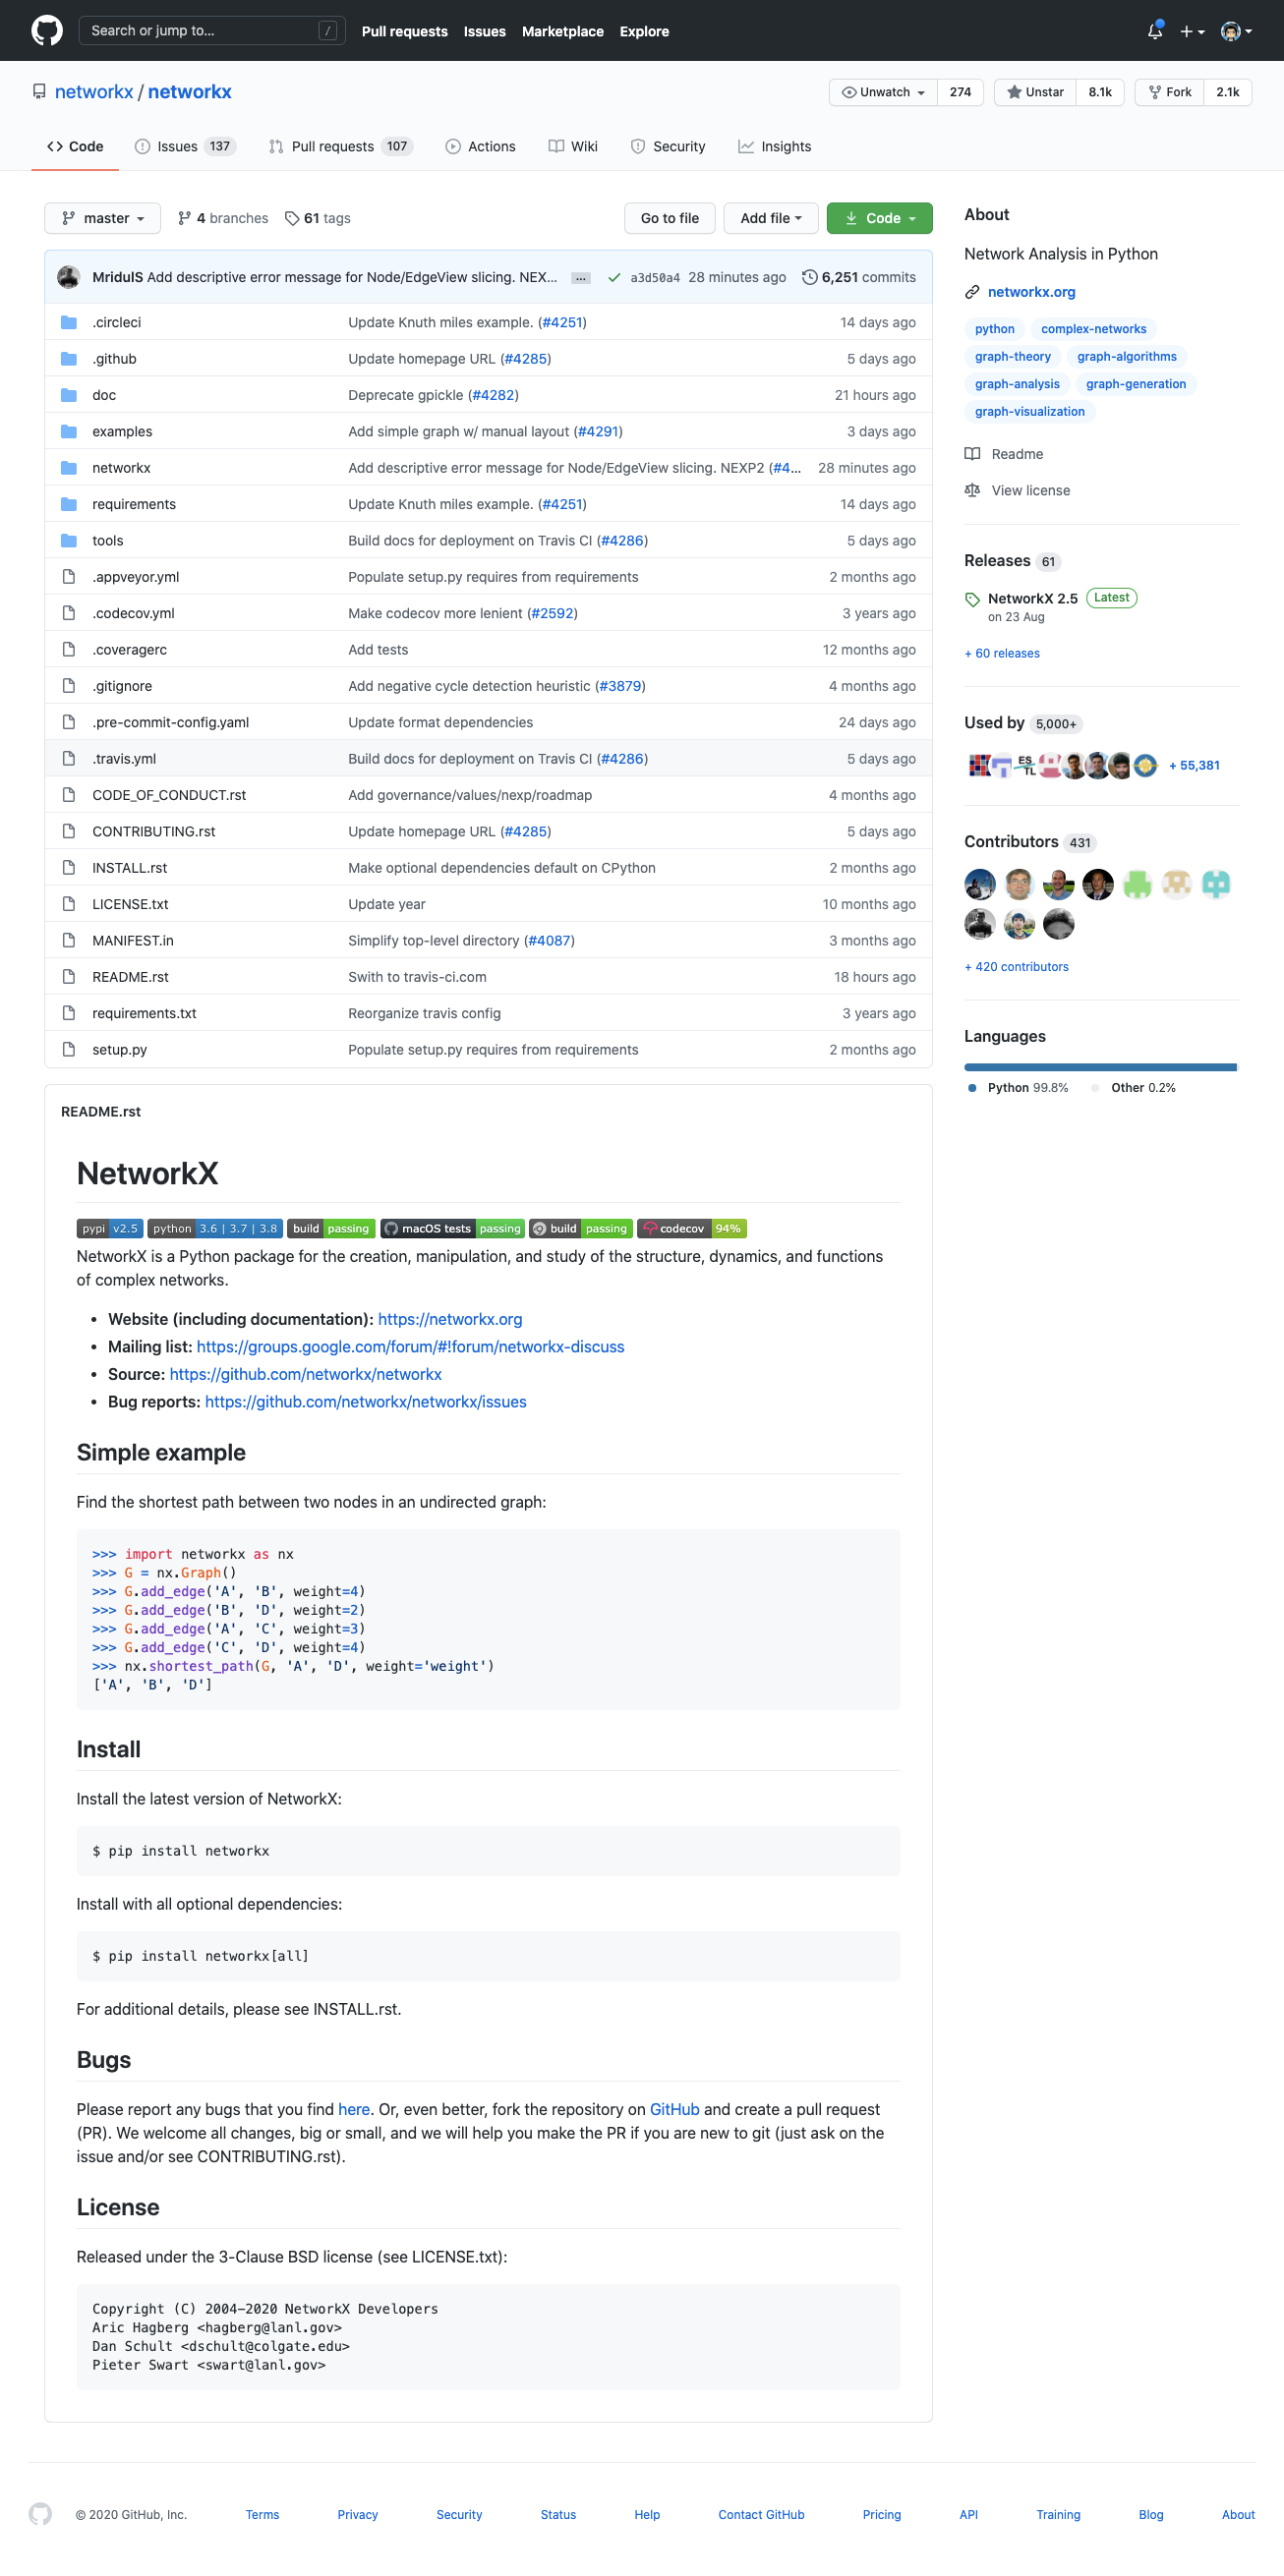 Search or jump to… /
Pull requests Issues Marketplace Explore
networkx / networkx
Unwatch 274 Unstar 8.1k Fork 2.1k
Code Issues 137 Pull requests 107 Actions Wiki Security Insights
master 4 branches 61 tags Go to file Add file Code
MridulS Add descriptive error message for Node/EdgeView slicing. NEX… … a3d50a4 28 minutes ago 6,251 commits
.circleci Update Knuth miles example. (#4251) 14 days ago
.github Update homepage URL (#4285) 5 days ago
doc Deprecate gpickle (#4282) 21 hours ago
examples Add simple graph w/ manual layout (#4291) 3 days ago
networkx Add descriptive error message for Node/EdgeView slicing. NEXP2 (#4… 28 minutes ago
requirements Update Knuth miles example. (#4251) 14 days ago
tools Build docs for deployment on Travis CI (#4286) 5 days ago
.appveyor.yml Populate setup.py requires from requirements 2 months ago
.codecov.yml Make codecov more lenient (#2592) 3 years ago
.coveragerc Add tests 12 months ago
.gitignore Add negative cycle detection heuristic (#3879) 4 months ago
.pre-commit-config.yaml Update format dependencies 24 days ago
.travis.yml Build docs for deployment on Travis CI (#4286) 5 days ago
CODE_OF_CONDUCT.rst Add governance/values/nexp/roadmap 4 months ago
CONTRIBUTING.rst Update homepage URL (#4285) 5 days ago
INSTALL.rst Make optional dependencies default on CPython 2 months ago
LICENSE.txt Update year 10 months ago
MANIFEST.in Simplify top-level directory (#4087) 3 months ago
README.rst Swith to travis-ci.com 18 hours ago
requirements.txt Reorganize travis config 3 years ago
setup.py Populate setup.py requires from requirements 2 months ago
About
Network Analysis in Python
networkx.org
python complex-networks
graph-theory graph-algorithms
graph-analysis graph-generation
graph-visualization
Readme
View license
Releases 61
NetworkX 2.5 Latest
on 23 Aug
+ 60 releases
Used by 5,000+
ES TL
+ 55,381
Contributors 431
+ 420 contributors
Languages
Python 99.8% Other 0.2%
README.rst
NetworkX
pypi v2.5 python 3.6 | 3.7 | 3.8 build passing macOS tests passing build passing codecov 94%
NetworkX is a Python package for the creation, manipulation, and study of the structure, dynamics, and functions
of complex networks.
• Website (including documentation): https://networkx.org
• Mailing list: https://groups.google.com/forum/#!forum/networkx-discuss
• Source: https://github.com/networkx/networkx
• Bug reports: https://github.com/networkx/networkx/issues
Simple example
Find the shortest path between two nodes in an undirected graph:
>>> import networkx as nx
>>> G = nx.Graph()
>>> G.add_edge('A', 'B', weight=4)
>>> G.add_edge('B', 'D', weight=2)
>>> G.add_edge('A', 'C', weight=3)
>>> G.add_edge('C', 'D', weight=4)
>>> nx.shortest_path(G, 'A', 'D', weight='weight')
['A', 'B', 'D']
Install
Install the latest version of NetworkX:
$ pip install networkx
Install with all optional dependencies:
$ pip install networkx[all]
For additional details, please see INSTALL.rst.
Bugs
Please report any bugs that you find here. Or, even better, fork the repository on GitHub and create a pull request
(PR). We welcome all changes, big or small, and we will help you make the PR if you are new to git (just ask on the
issue and/or see CONTRIBUTING.rst).
License
Released under the 3-Clause BSD license (see LICENSE.txt):
Copyright (C) 2004-2020 NetworkX Developers
Aric Hagberg <hagberg@lanl.gov>
Dan Schult <dschult@colgate.edu>
Pieter Swart <swart@lanl.gov>
© 2020 GitHub, Inc. Terms Privacy Security Status Help Contact GitHub Pricing API Training Blog About